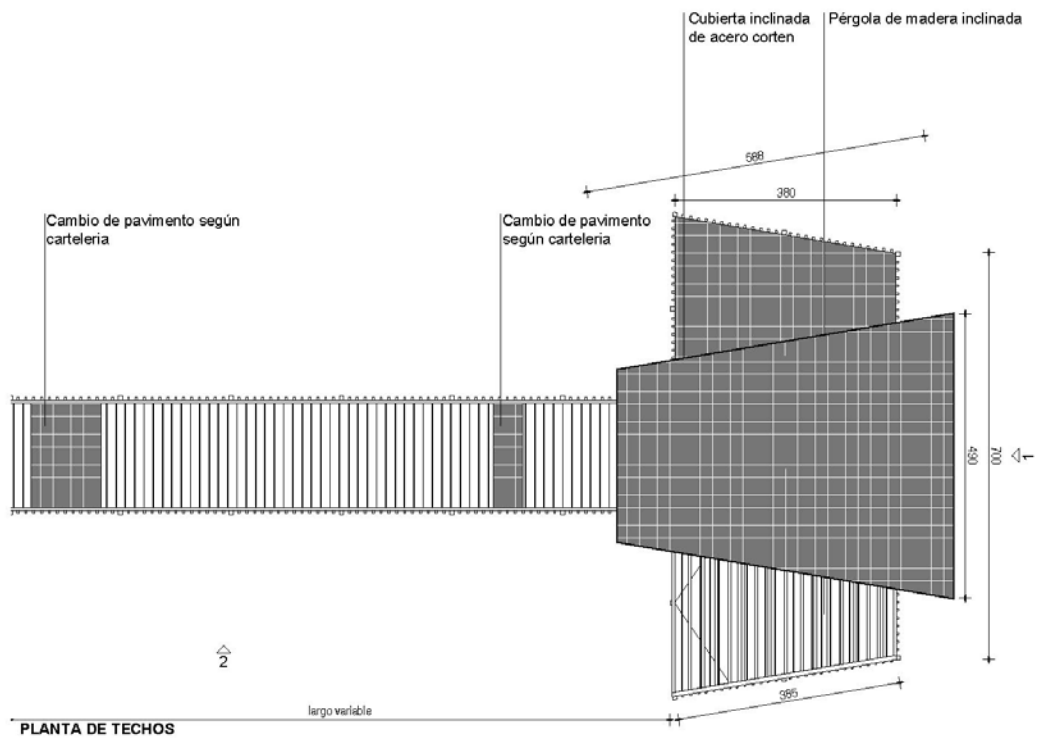 Cubierta inclinada
de acero corten
Pérgola de madera inclinada
588
380
Cambio de pavimento según
carteleria
Cambio de pavimento
según carteleria
490
700
1
2
385
largo variable
PLANTA DE TECHOS